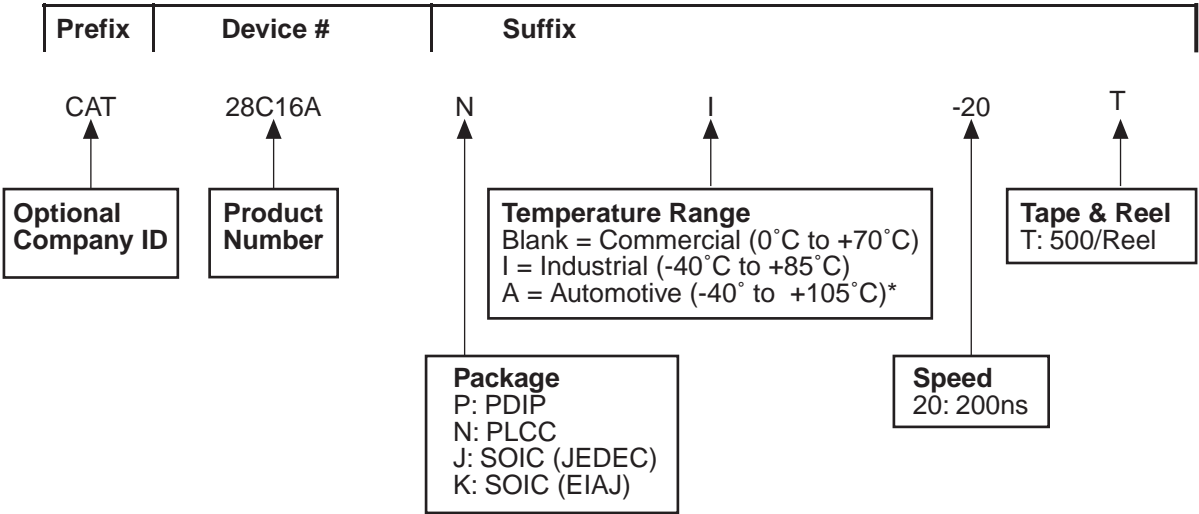 Prefix Device # Suffix
CAT 28C16A N I -20 T
Optional
Company ID
Product
Number
Temperature Range
Blank = Commercial (0˚C to +70˚C)
I = Industrial (-40˚C to +85˚C)
A = Automotive (-40˚ to +105˚C)*
Tape & Reel
T: 500/Reel
Package
P: PDIP
N: PLCC
J: SOIC (JEDEC)
K: SOIC (EIAJ)
Speed
20: 200ns